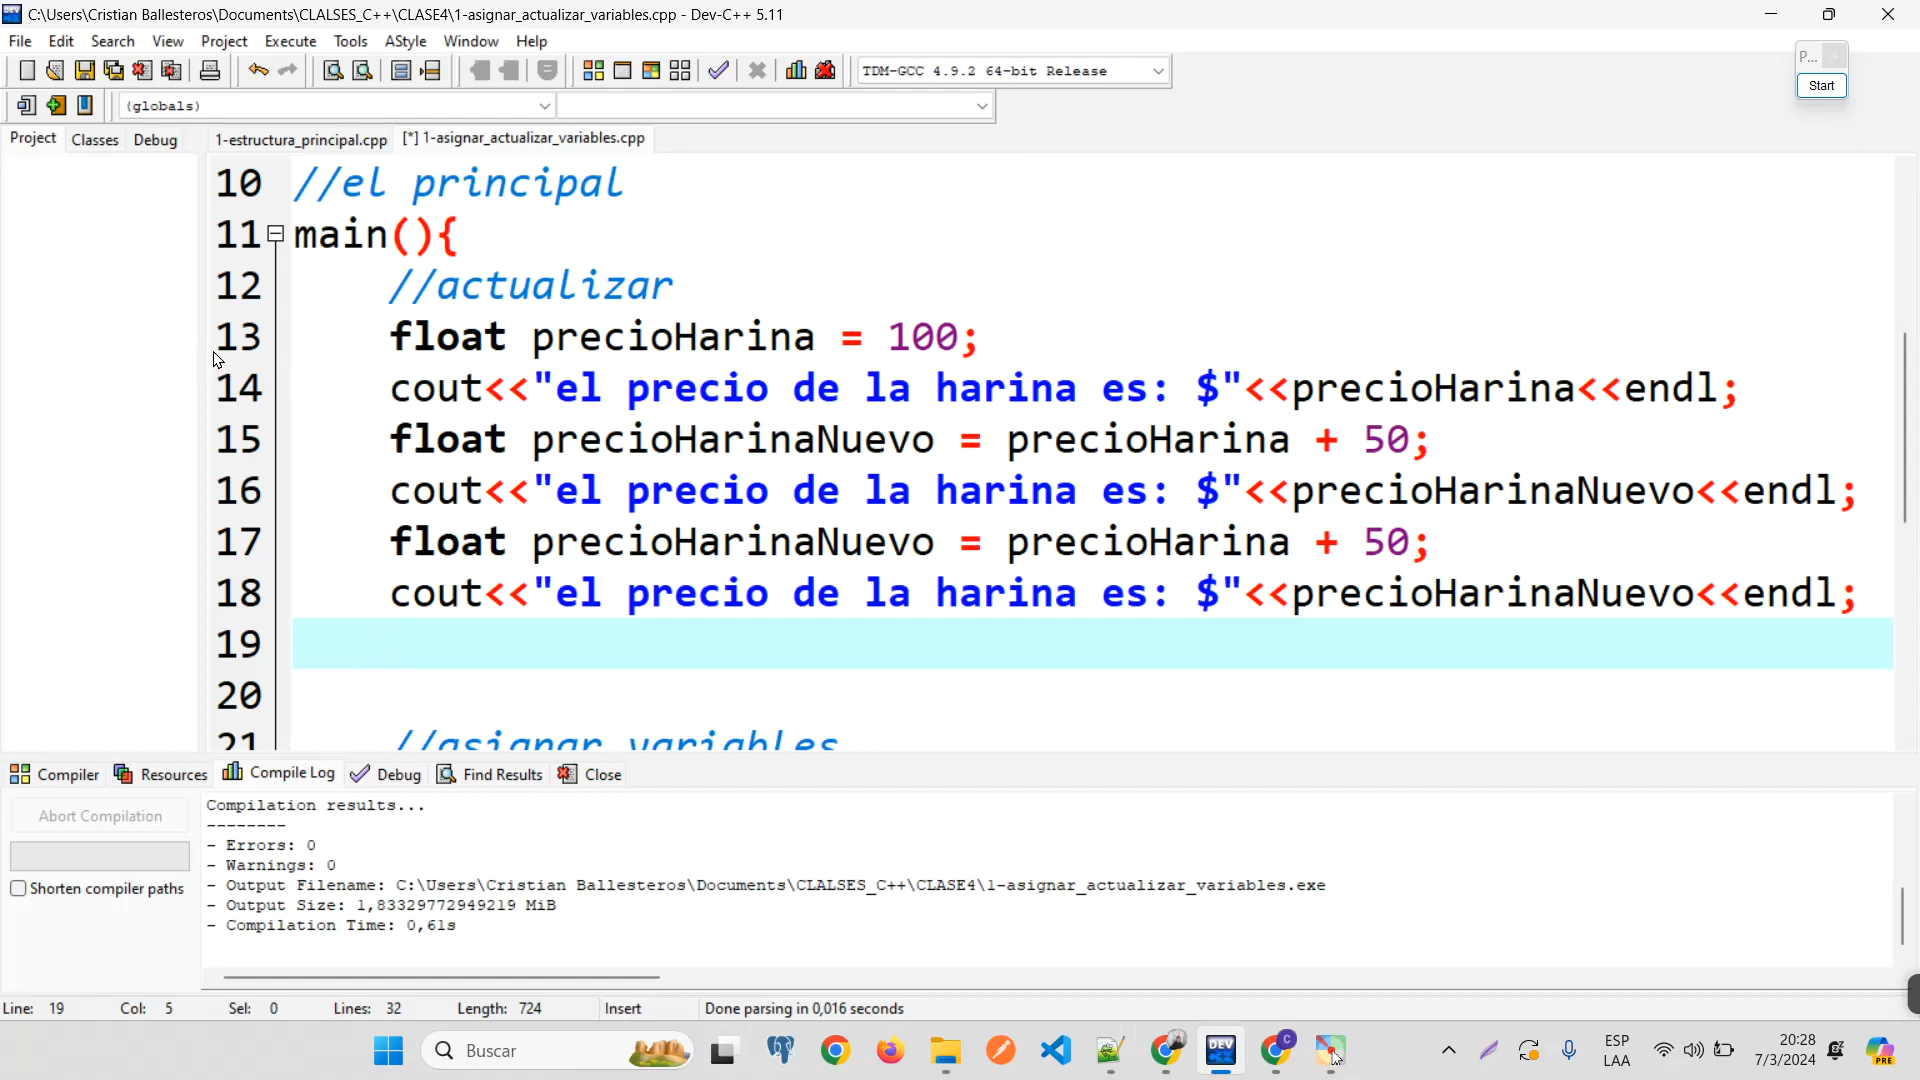 C:\Users\Cristian Ballesteros\Documents\CLALSES_C++\CLASE4\1-asignar_actualizar_variables.cpp - Dev-C++ 5.11
File Edit Search View Project Execute Tools AStyle Window Help
TDM-GCC 4.9.2 64-bit Release
P...
Start
(globals)
Project Classes Debug
1-estructura_principal.cpp [*] 1-asignar_actualizar_variables.cpp
10 //el principal
11 main(){
12 //actualizar
13 float precioHarina = 100;
14 cout<<"el precio de la harina es: $"<<precioHarina<<endl;
15 float precioHarinaNuevo = precioHarina + 50;
16 cout<<"el precio de la harina es: $"<<precioHarinaNuevo<<endl;
17 float precioHarinaNuevo = precioHarina + 50;
18 cout<<"el precio de la harina es: $"<<precioHarinaNuevo<<endl;
19
20
21 //asignar variables
Compiler Resources Compile Log Debug Find Results Close
Abort Compilation
Shorten compiler paths
Compilation results...
--------
- Errors: 0
- Warnings: 0
- Output Filename: C:\Users\Cristian Ballesteros\Documents\CLALSES_C++\CLASE4\1-asignar_actualizar_variables.exe
- Output Size: 1,83329772949219 MiB
- Compilation Time: 0,61s
Line: 19 Col: 5 Sel: 0 Lines: 32 Length: 724 Insert Done parsing in 0,016 seconds
Buscar
DEV
C
ESP
LAA
20:28
7/3/2024
PRE